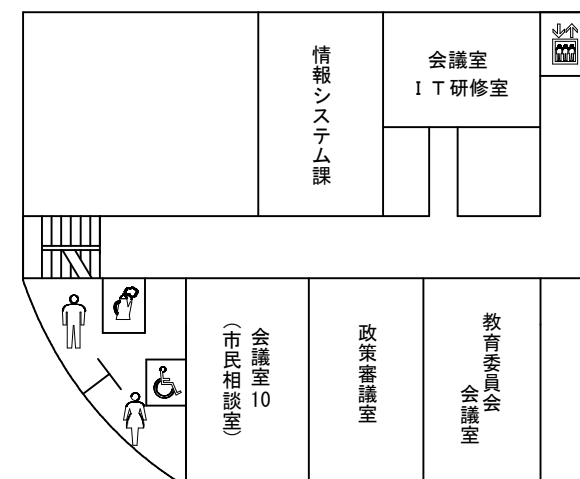 情報システム課
会議室
ＩＴ研修室
会議室10
（市民相談室）
政策審議室
教育委員会
会議室